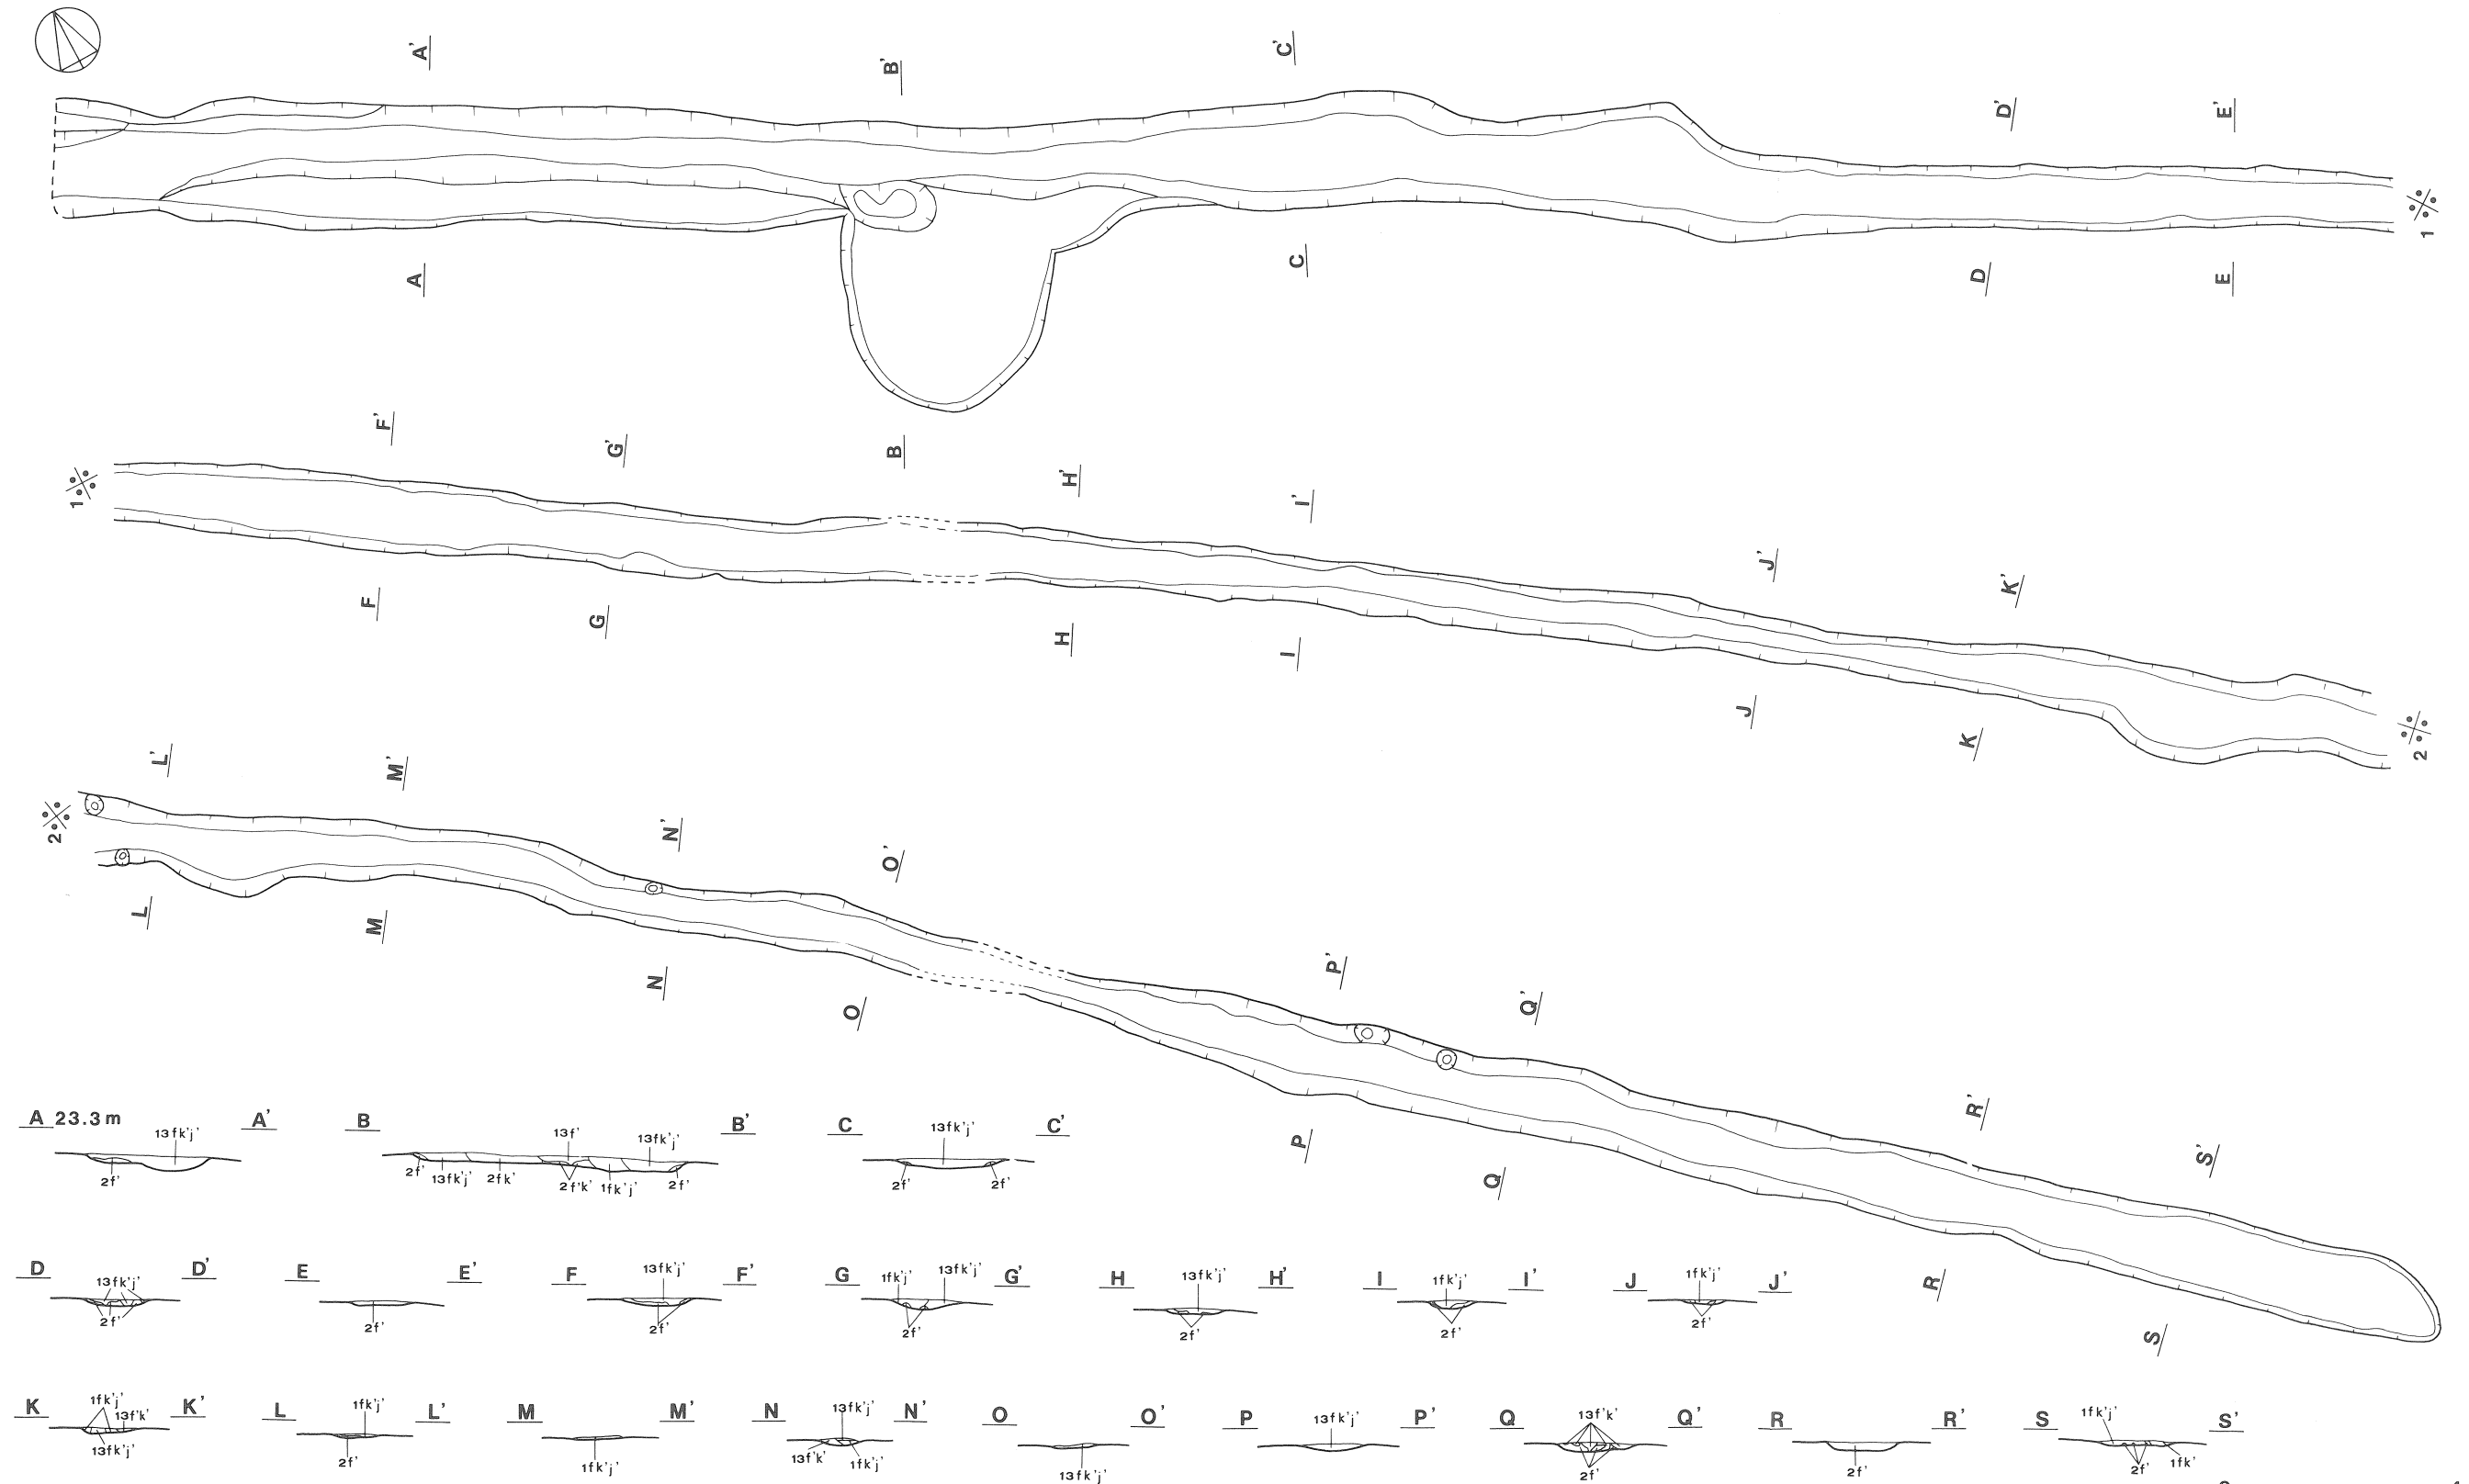 A' B' C' D' E'
※ 1
A B C D E
F' G' H' I' J' K'
1 ※
F G H I J K
※ 2
L' M' N' O' P' Q' R' S'
2 ※
L M N O P Q R S
A 23.3m A' B B' C C'
13fk'j' 13f' 13fk'j' 13fk'j'
2f' 2f' 13fk'j' 2fk' 2f'k' 1fk'j' 2f' 2f' 2f'
D D' E E' F F' G G' H H' I I' J J'
13fk'j' 13fk'j' 1fk'j' 13fk'j' 13fk'j' 1fk'j' 1fk'j'
2f' 2f' 2f' 2f' 2f' 2f' 2f'
K K' L L' M M' N N' O O' P P' Q Q' R R' S S'
1fk'j' 13f'k' 1fk'j' 13fk'j' 13fk'j' 13f'k' 1fk'j'
13fk'j' 2f' 1fk'j' 13f'k' 1fk'j' 13fk'j' 2f' 2f' 2f' 1fk'